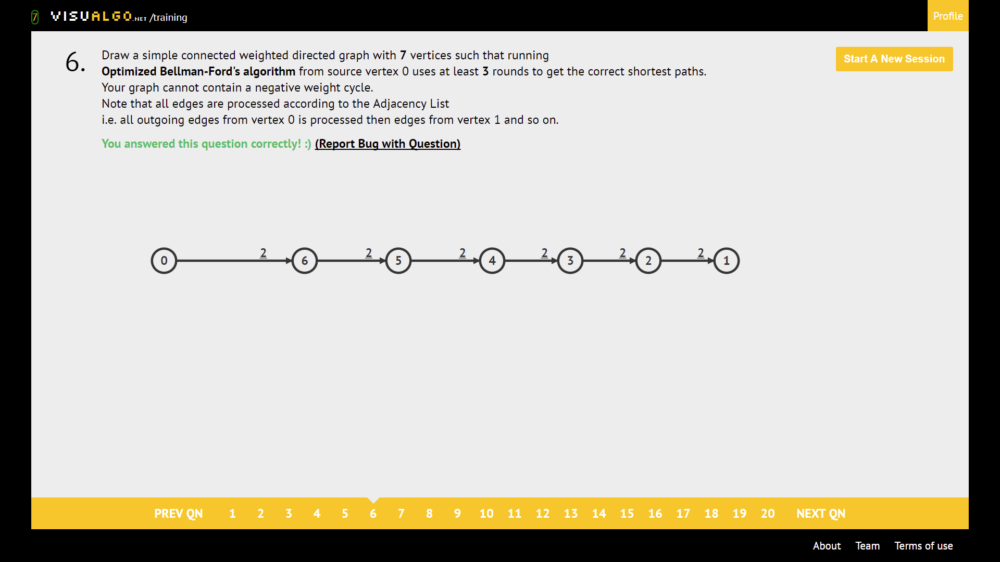 7 VISUALGO.NET /training
Profile
6.
Draw a simple connected weighted directed graph with 7 vertices such that running
Optimized Bellman-Ford's algorithm from source vertex 0 uses at least 3 rounds to get the correct shortest paths.
Your graph cannot contain a negative weight cycle.
Note that all edges are processed according to the Adjacency List
i.e. all outgoing edges from vertex 0 is processed then edges from vertex 1 and so on.
Start A New Session
You answered this question correctly! :) (Report Bug with Question)
2 2 2 2 2 2
0 6 5 4 3 2 1
PREV QN 1 2 3 4 5 6 7 8 9 10 11 12 13 14 15 16 17 18 19 20 NEXT QN
About Team Terms of use